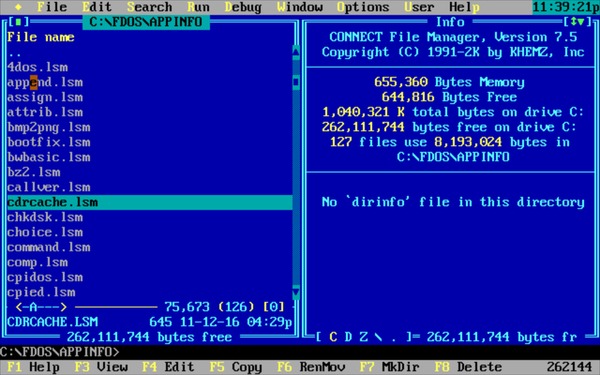 File Edit Search Run Debug Window Options User Help 11:39:21p
C:\FDOS\APPINFO
File name
..
4dos.lsm
append.lsm
assign.lsm
attrib.lsm
bmp2png.lsm
bootfix.lsm
bwbasic.lsm
bz2.lsm
callver.lsm
cdrcache.lsm
chkdsk.lsm
choice.lsm
command.lsm
comp.lsm
cpidos.lsm
cpied.lsm
<-A---> 75,673 (126) [0]
CDRCACHE.LSM 645 11-12-16 04:29p
262,111,744 bytes free
Info
CONNECT File Manager, Version 7.5
Copyright (C) 1991-2K by KHEMZ, Inc
655,360 Bytes Memory
644,816 Bytes Free
1,040,321 K total bytes on drive C:
262,111,744 bytes free on drive C:
127 files use 8,193,024 bytes in
C:\FDOS\APPINFO
No `dirinfo' file in this directory
[ C D Z \ . ]= 262,111,744 bytes fr
C:\FDOS\APPINFO>
F1 Help F3 View F4 Edit F5 Copy F6 RenMov F7 MkDir F8 Delete 262144